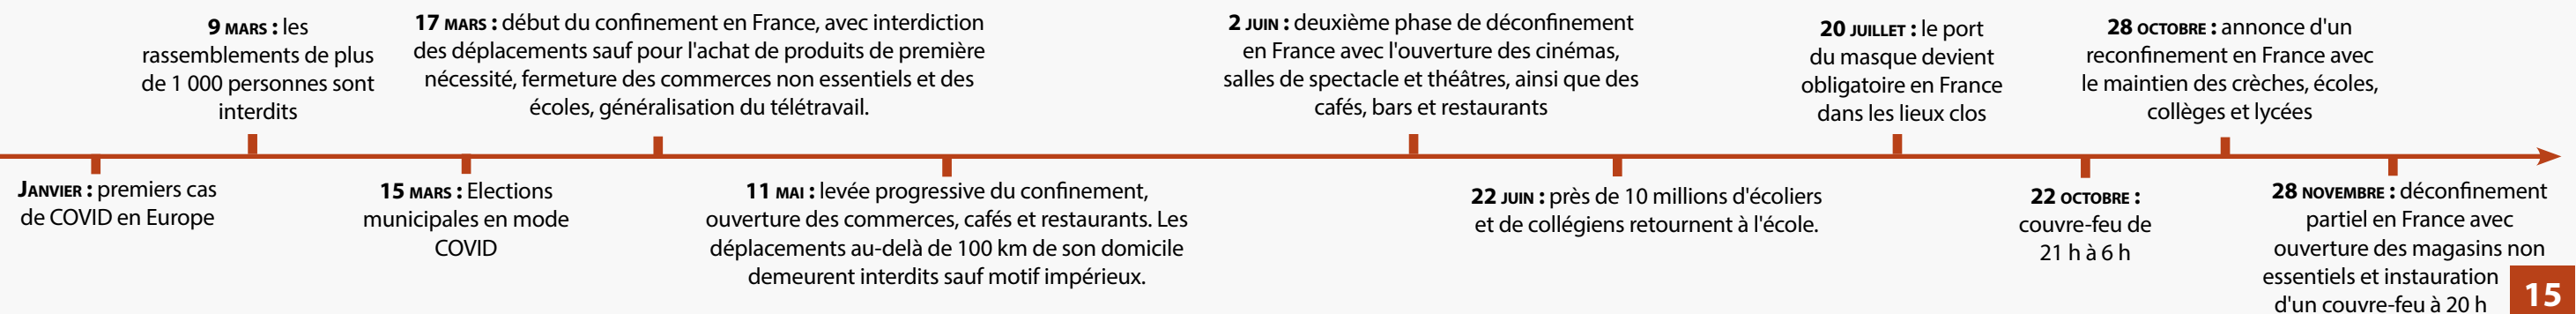 JANVIER : premiers cas
de COVID en Europe
9 MARS : les
rassemblements de plus
de 1 000 personnes sont
interdits
15 MARS : Elections
municipales en mode
COVID
17 MARS : début du confinement en France, avec interdiction
des déplacements sauf pour l'achat de produits de première
nécessité, fermeture des commerces non essentiels et des
écoles, généralisation du télétravail.
11 MAI : levée progressive du confinement,
ouverture des commerces, cafés et restaurants. Les
déplacements au-delà de 100 km de son domicile
demeurent interdits sauf motif impérieux.
2 JUIN : deuxième phase de déconfinement
en France avec l'ouverture des cinémas,
salles de spectacle et théâtres, ainsi que des
cafés, bars et restaurants
22 JUIN : près de 10 millions d'écoliers
et de collégiens retournent à l'école.
20 JUILLET : le port
du masque devient
obligatoire en France
dans les lieux clos
22 OCTOBRE :
couvre-feu de
21 h à 6 h
28 OCTOBRE : annonce d'un
reconfinement en France avec
le maintien des crèches, écoles,
collèges et lycées
28 NOVEMBRE : déconfinement
partiel en France avec
ouverture des magasins non
essentiels et instauration
d'un couvre-feu à 20 h
15